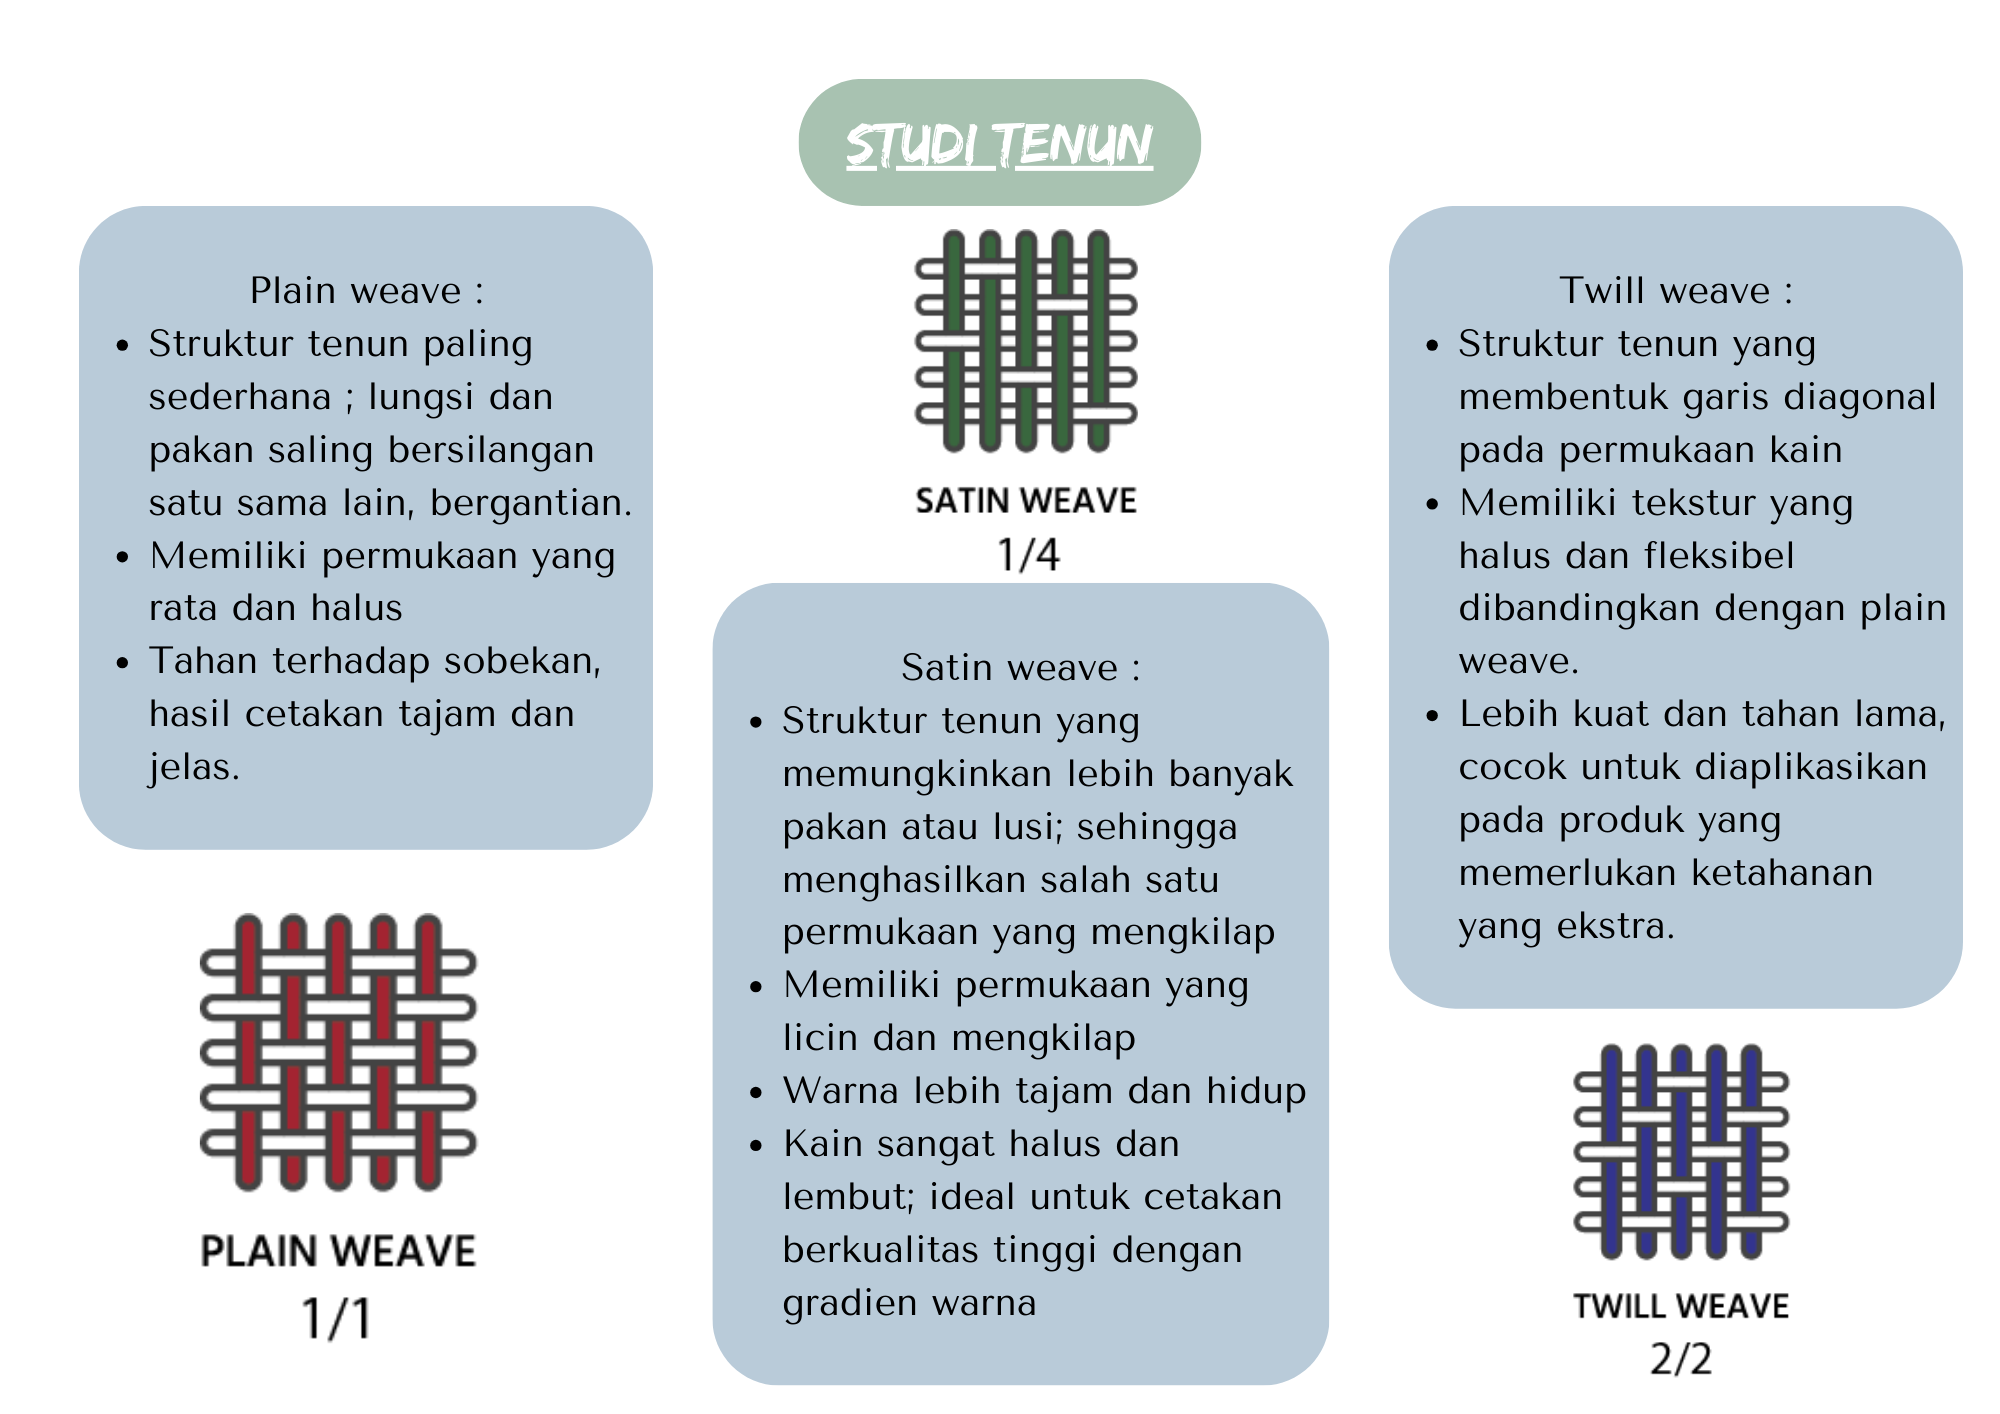 STUDI TENUN
Plain weave :
• Struktur tenun paling
sederhana ; lungsi dan
pakan saling bersilangan
satu sama lain, bergantian.
• Memiliki permukaan yang
rata dan halus
• Tahan terhadap sobekan,
hasil cetakan tajam dan
jelas.
PLAIN WEAVE
1/1
SATIN WEAVE
1/4
Satin weave :
• Struktur tenun yang
memungkinkan lebih banyak
pakan atau lusi; sehingga
menghasilkan salah satu
permukaan yang mengkilap
• Memiliki permukaan yang
licin dan mengkilap
• Warna lebih tajam dan hidup
• Kain sangat halus dan
lembut; ideal untuk cetakan
berkualitas tinggi dengan
gradien warna
Twill weave :
• Struktur tenun yang
membentuk garis diagonal
pada permukaan kain
• Memiliki tekstur yang
halus dan fleksibel
dibandingkan dengan plain
weave.
• Lebih kuat dan tahan lama,
cocok untuk diaplikasikan
pada produk yang
memerlukan ketahanan
yang ekstra.
TWILL WEAVE
2/2